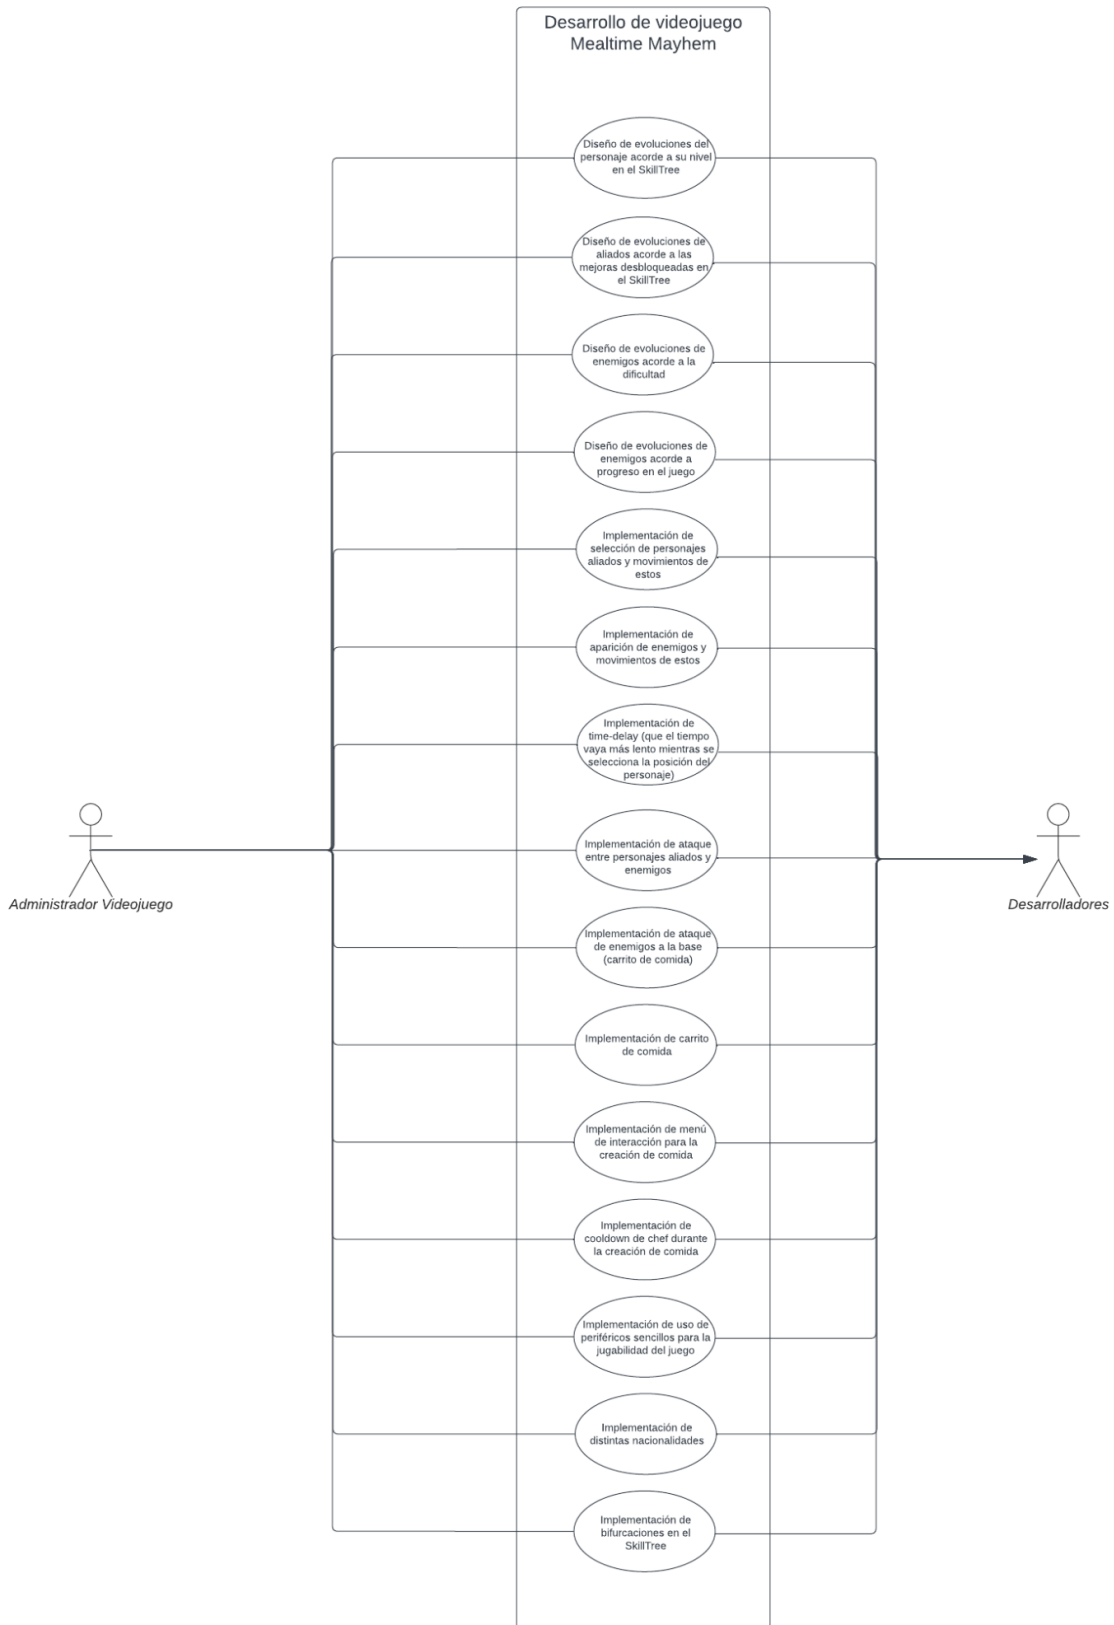 Desarrollo de videojuego
Mealtime Mayhem
Diseño de evoluciones del
personaje acorde a su nivel
en el SkillTree
Diseño de evoluciones de
aliados acorde a las
mejoras desbloqueadas en
el SkillTree
Diseño de evoluciones de
enemigos acorde a la
dificultad
Diseño de evoluciones de
enemigos acorde a
progreso en el juego
Implementación de
selección de personajes
aliados y movimientos de
estos
Implementación de
aparición de enemigos y
movimientos de estos
Implementación de
time-delay (que el tiempo
vaya más lento mientras se
selecciona la posición del
personaje)
Implementación de ataque
entre personajes aliados y
enemigos
Administrador Videojuego
Desarrolladores
Implementación de ataque
de enemigos a la base
(carrito de comida)
Implementación de carrito
de comida
Implementación de menú
de interacción para la
creación de comida
Implementación de
cooldown de chef durante
la creación de comida
Implementación de uso de
periféricos sencillos para la
jugabilidad del juego
Implementación de
distintas nacionalidades
Implementación de
bifurcaciones en el
SkillTree